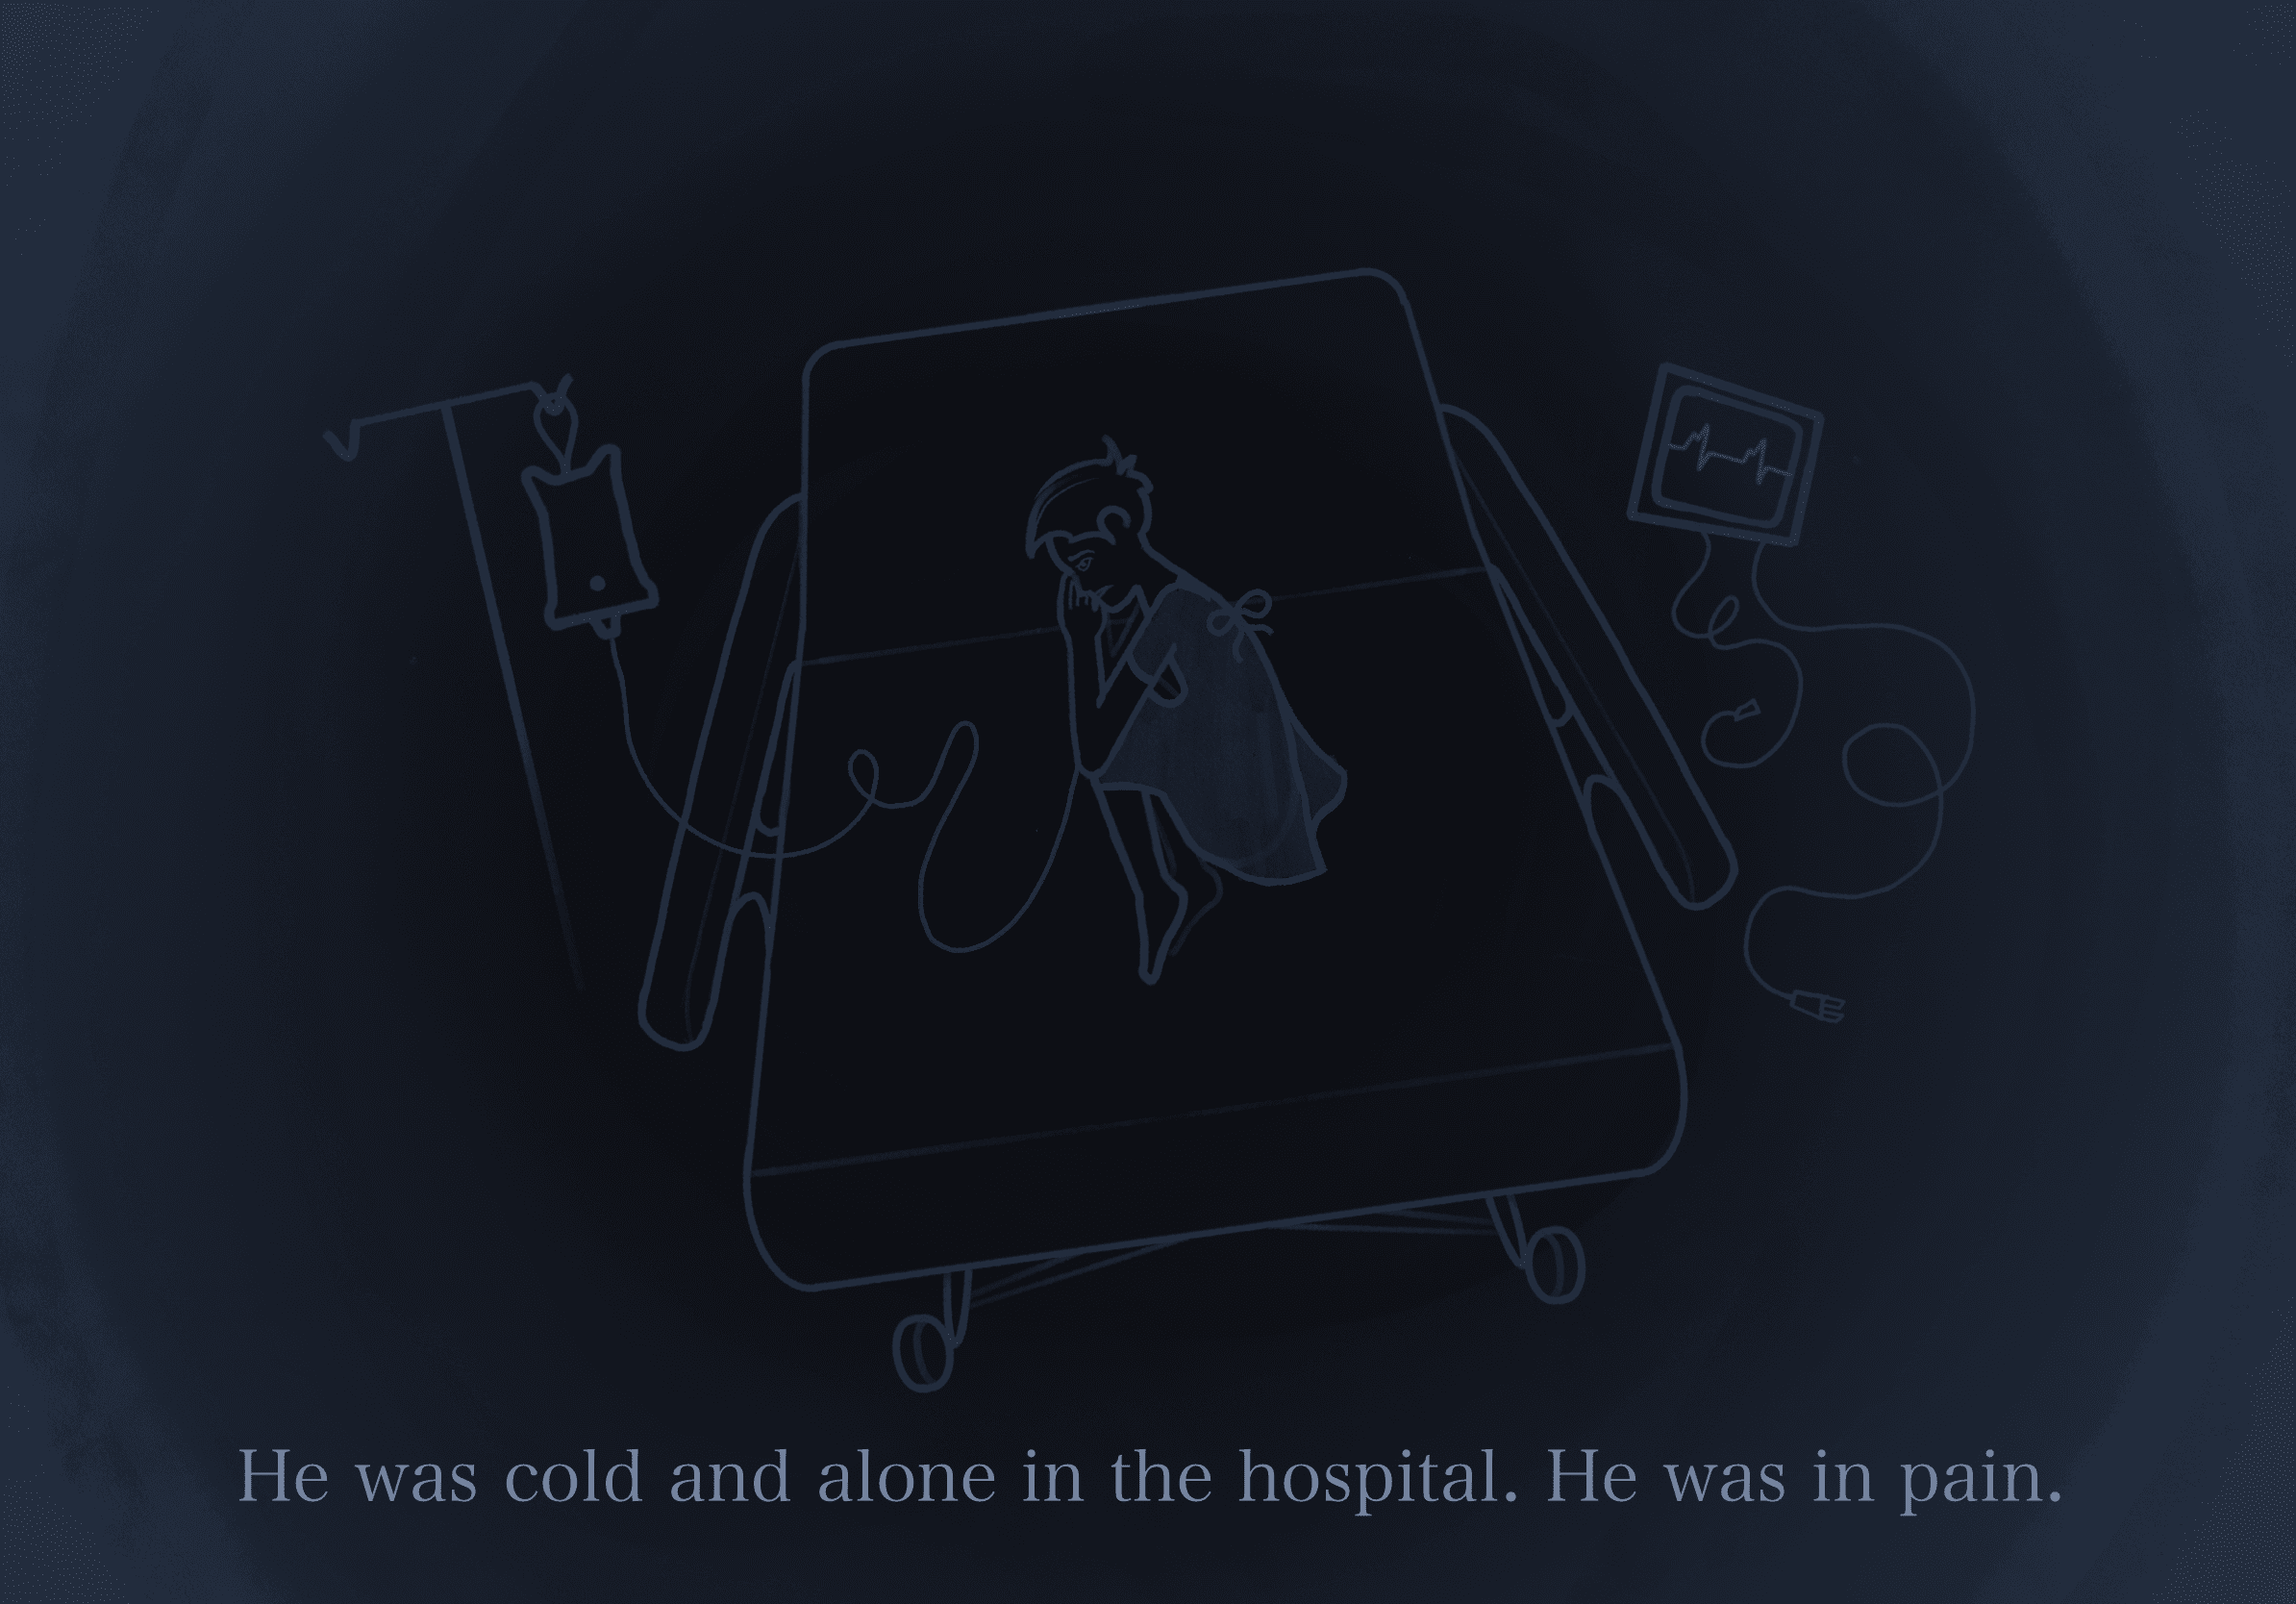 He was cold and alone in the hospital. He was in pain.